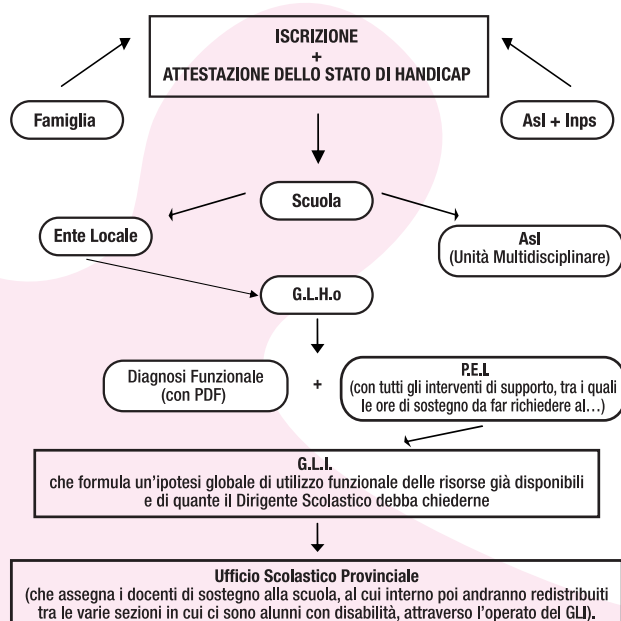 ISCRIZIONE
+
ATTESTAZIONE DELLO STATO DI HANDICAP
Famiglia
Asl + Inps
Scuola
Ente Locale
Asl
(Unità Multidisciplinare)
G.L.H.o
Diagnosi Funzionale
(con PDF)
+
P.E.I.
(con tutti gli interventi di supporto, tra i quali
le ore di sostegno da far richiedere al…)
G.L.I.
che formula un’ipotesi globale di utilizzo funzionale delle risorse già disponibili
e di quante il Dirigente Scolastico debba chiederne
Ufficio Scolastico Provinciale
(che assegna i docenti di sostegno alla scuola, al cui interno poi andranno redistribuiti
tra le varie sezioni in cui ci sono alunni con disabilità, attraverso l’operato del GLI).